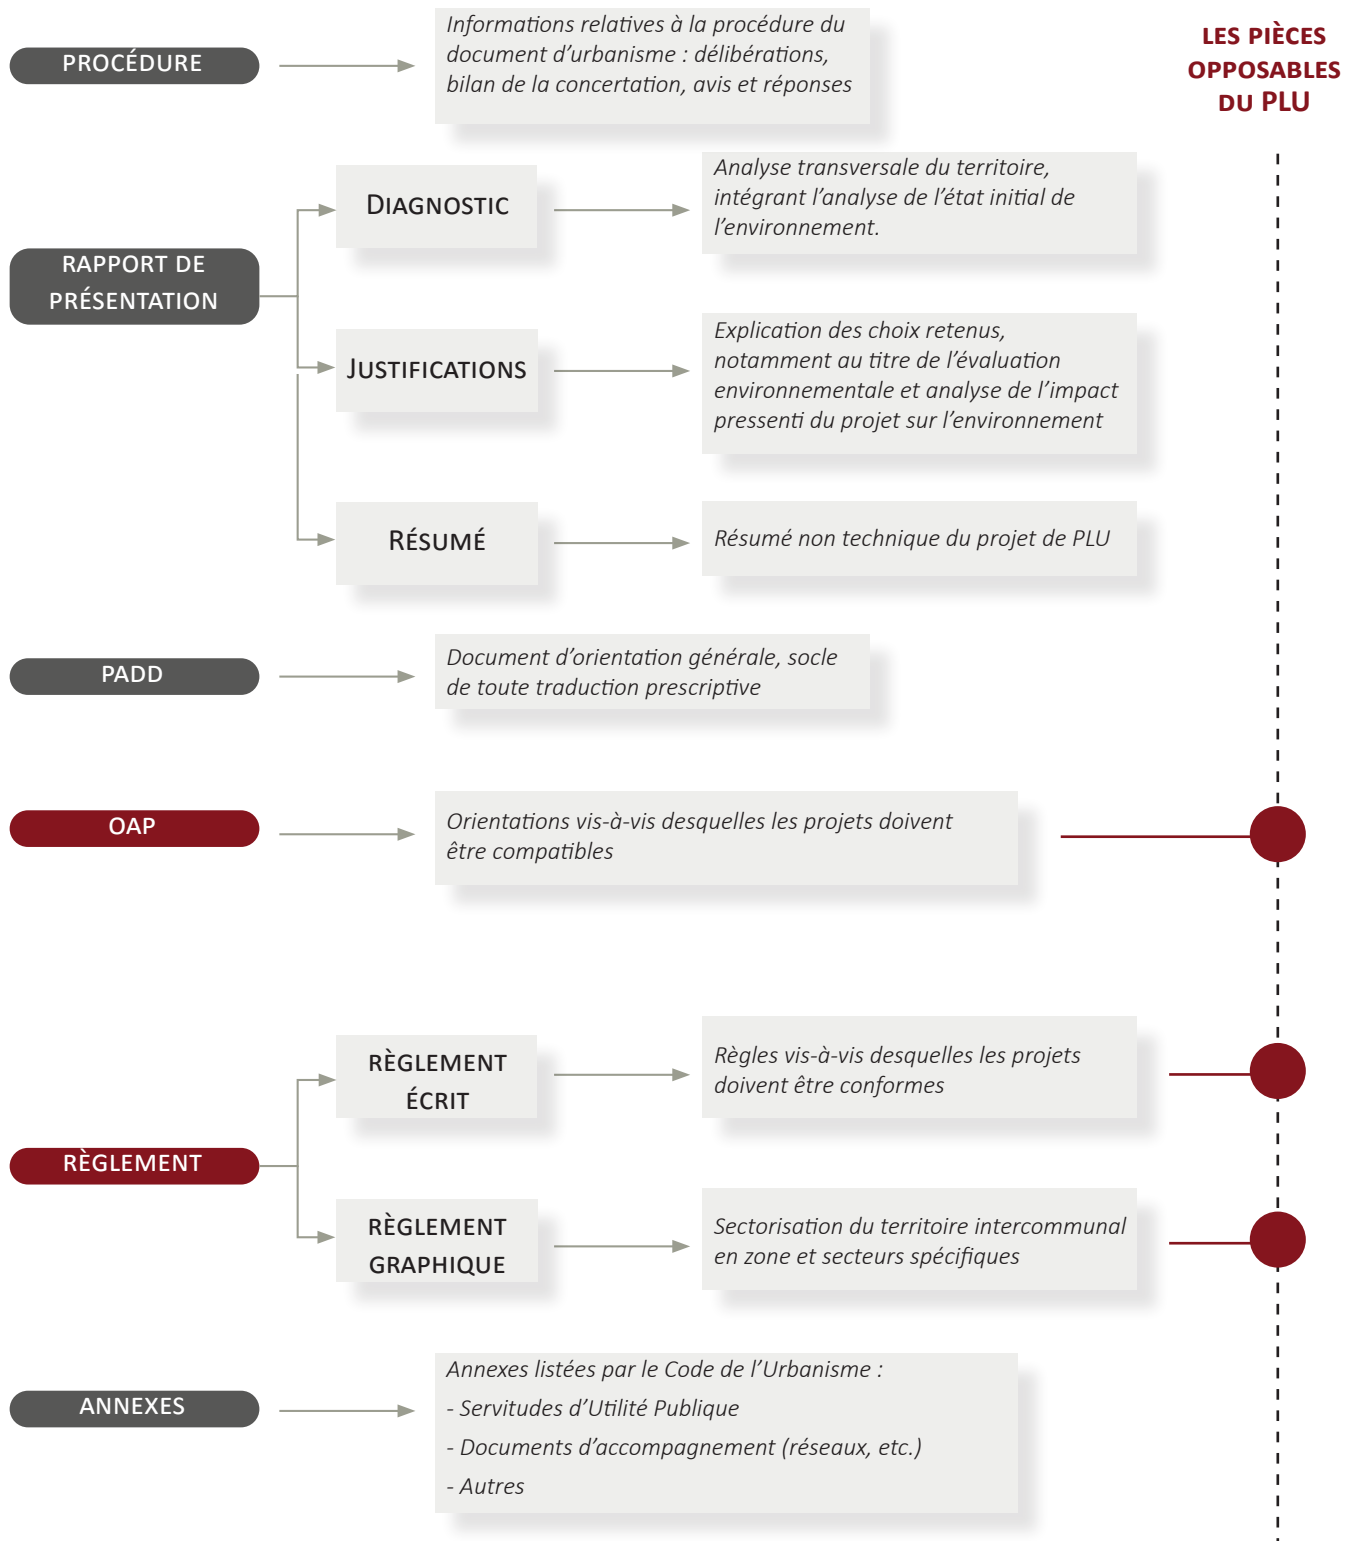 PROCÉDURE
Informations relatives à la procédure du
document d’urbanisme : délibérations,
bilan de la concertation, avis et réponses
LES PIÈCES
OPPOSABLES
DU PLU
RAPPORT DE
PRÉSENTATION
DIAGNOSTIC
Analyse transversale du territoire,
intégrant l’analyse de l’état initial de
l’environnement.
JUSTIFICATIONS
Explication des choix retenus,
notamment au titre de l’évaluation
environnementale et analyse de l’impact
pressenti du projet sur l’environnement
RÉSUMÉ
Résumé non technique du projet de PLU
PADD
Document d’orientation générale, socle
de toute traduction prescriptive
OAP
Orientations vis-à-vis desquelles les projets doivent
être compatibles
RÈGLEMENT
RÈGLEMENT
ÉCRIT
Règles vis-à-vis desquelles les projets
doivent être conformes
RÈGLEMENT
GRAPHIQUE
Sectorisation du territoire intercommunal
en zone et secteurs spécifiques
ANNEXES
Annexes listées par le Code de l’Urbanisme :
- Servitudes d’Utilité Publique
- Documents d’accompagnement (réseaux, etc.)
- Autres